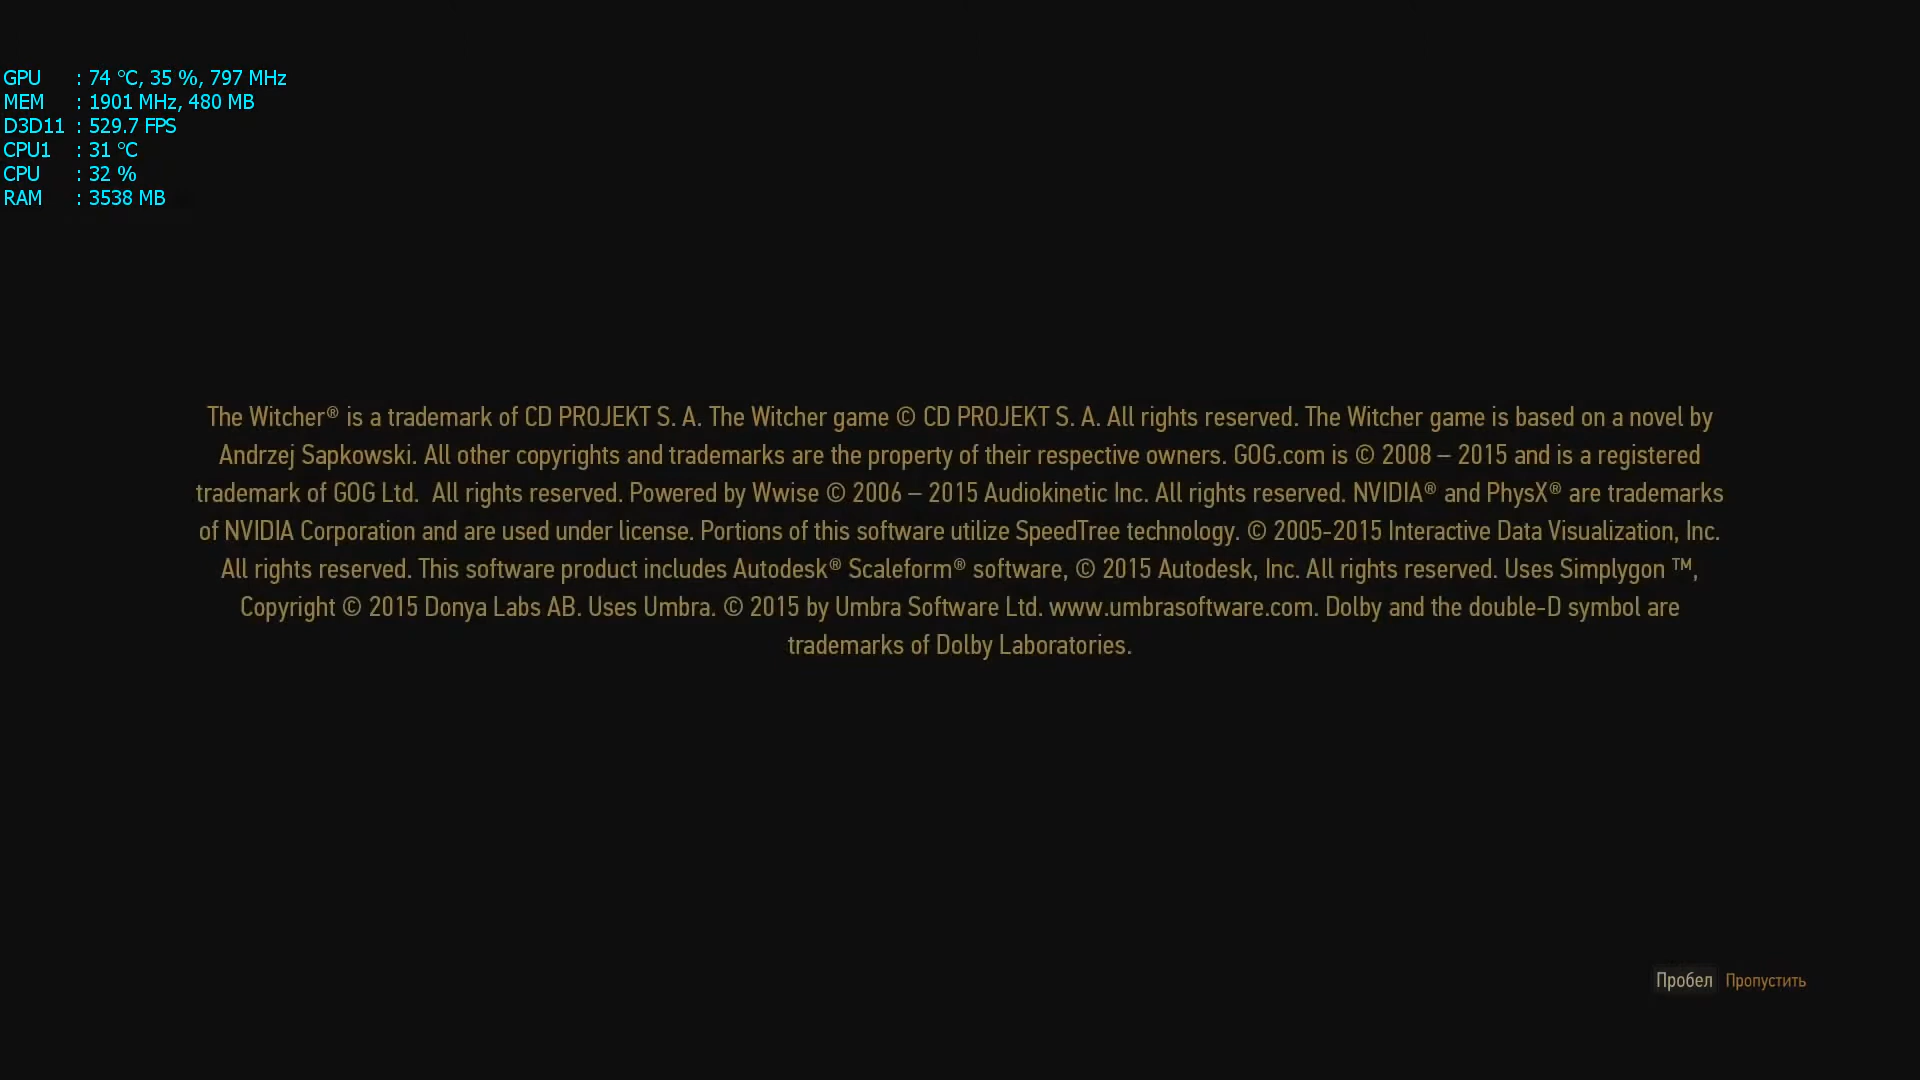 GPU : 74 °C, 35 %, 797 MHz
MEM : 1901 MHz, 480 MB
D3D11 : 529.7 FPS
CPU1 : 31 °C
CPU : 32 %
RAM : 3538 MB
The Witcher® is a trademark of CD PROJEKT S. A. The Witcher game © CD PROJEKT S. A. All rights reserved. The Witcher game is based on a novel by
Andrzej Sapkowski. All other copyrights and trademarks are the property of their respective owners. GOG.com is © 2008 – 2015 and is a registered
trademark of GOG Ltd.  All rights reserved. Powered by Wwise © 2006 – 2015 Audiokinetic Inc. All rights reserved. NVIDIA® and PhysX® are trademarks
of NVIDIA Corporation and are used under license. Portions of this software utilize SpeedTree technology. © 2005-2015 Interactive Data Visualization, Inc.
All rights reserved. This software product includes Autodesk® Scaleform® software, © 2015 Autodesk, Inc. All rights reserved. Uses Simplygon ™,
Copyright © 2015 Donya Labs AB. Uses Umbra. © 2015 by Umbra Software Ltd. www.umbrasoftware.com. Dolby and the double-D symbol are
trademarks of Dolby Laboratories.
Пробел Пропустить